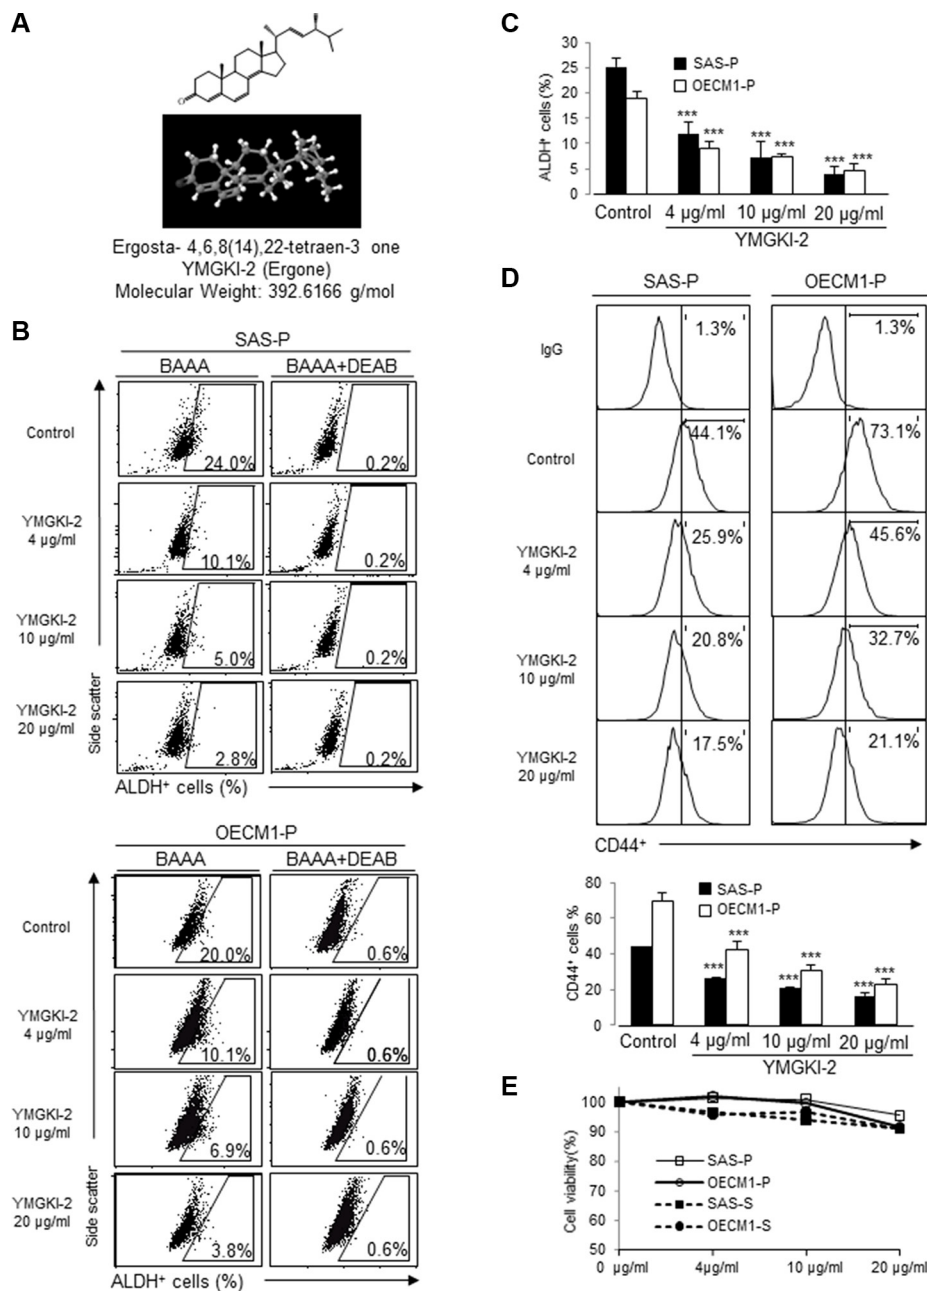 A
O
Ergosta- 4,6,8(14),22-tetraen-3 one
YMGKI-2 (Ergone)
Molecular Weight: 392.6166 g/mol
B
SAS-P
BAAA BAAA+DEAB
Control
24.0% 0.2%
YMGKI-2
4 µg/ml
10.1% 0.2%
YMGKI-2
10 µg/ml
5.0% 0.2%
YMGKI-2
20 µg/ml
2.8% 0.2%
Side scatter
ALDH⁺ cells (%)
OECM1-P
BAAA BAAA+DEAB
Control
20.0% 0.6%
YMGKI-2
4 µg/ml
10.1% 0.6%
YMGKI-2
10 µg/ml
6.9% 0.6%
YMGKI-2
20 µg/ml
3.8% 0.6%
Side scatter
ALDH⁺ cells (%)
C
ALDH⁺ cells (%)
30
25
20
15
10
5
0
SAS-P
OECM1-P
*** *** *** *** *** ***
Control 4 µg/ml 10 µg/ml 20 µg/ml
YMGKI-2
D
SAS-P OECM1-P
IgG
1.3% 1.3%
Control
44.1% 73.1%
YMGKI-2
4 µg/ml
25.9% 45.6%
YMGKI-2
10 µg/ml
20.8% 32.7%
YMGKI-2
20 µg/ml
17.5% 21.1%
CD44⁺
CD44⁺ cells %
80
60
40
20
0
SAS-P
OECM1-P
*** *** *** *** *** ***
Control 4 µg/ml 10 µg/ml 20 µg/ml
YMGKI-2
E
Cell viability(%)
100
90
80
70
60
50
SAS-P
OECM1-P
SAS-S
OECM1-S
0 µg/ml 4µg/ml 10 µg/ml 20 µg/ml